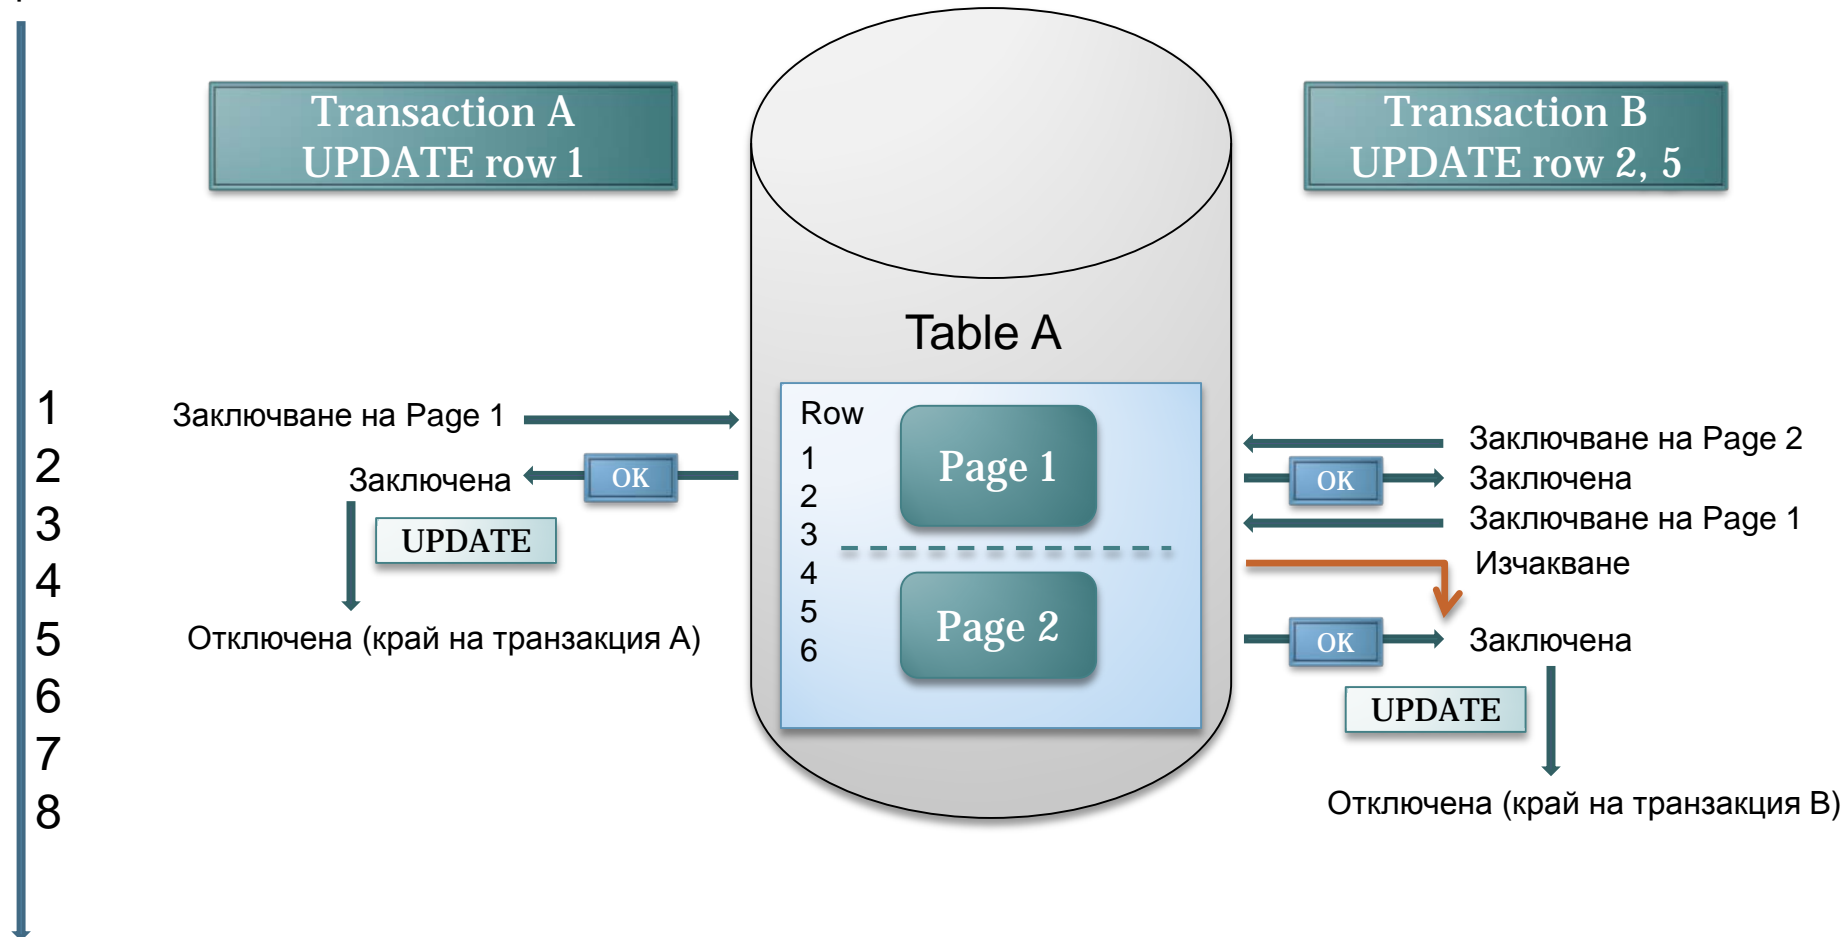 Transaction A
UPDATE row 1
Transaction B
UPDATE row 2, 5
Table A
1
2
3
4
5
6
7
8
Заключване на Page 1
Заключена
OK
UPDATE
Отключена (край на транзакция A)
Row
1
2
3
4
5
6
Page 1
Page 2
Заключване на Page 2
OK
Заключена
Заключване на Page 1
Изчакване
OK
Заключена
UPDATE
Отключена (край на транзакция B)